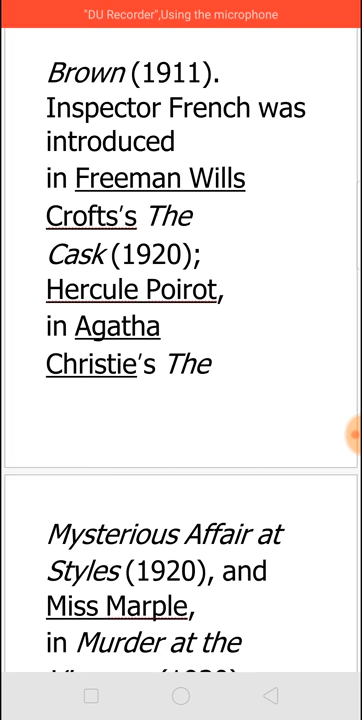 "DU Recorder",Using the microphone
Brown (1911).
Inspector French was
introduced
in Freeman Wills
Crofts's The
Cask (1920);
Hercule Poirot,
in Agatha
Christie's The
Mysterious Affair at
Styles (1920), and
Miss Marple,
in Murder at the